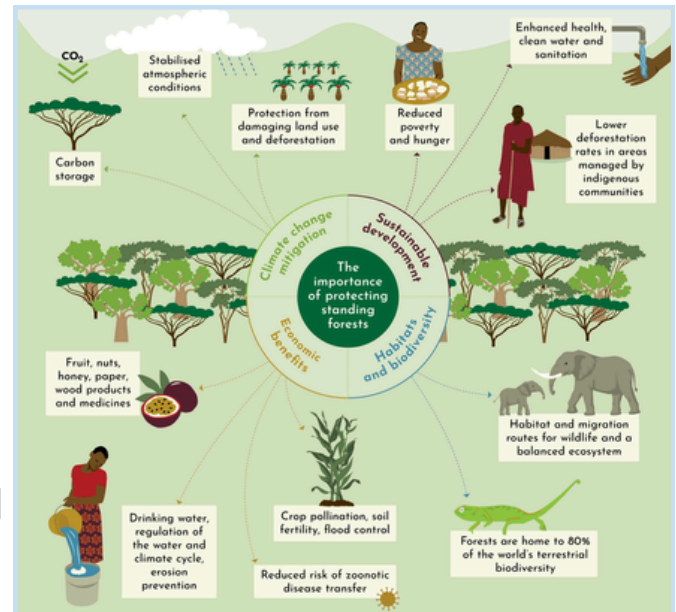 CO₂
Stabilised
atmospheric
conditions
Protection from
damaging land use
and deforestation
Reduced
poverty
and hunger
Enhanced health,
clean water and
sanitation
Carbon
storage
Lower
deforestation
rates in areas
managed by
indigenous
communities
Climate change
mitigation
Sustainable
development
The
importance
of protecting
standing
forests
Economic
benefits
Habitats
and biodiversity
Fruit, nuts,
honey, paper,
wood products
and medicines
Habitat and migration
routes for wildlife and a
balanced ecosystem
Drinking water,
regulation of
the water and
climate cycle,
erosion
prevention
Crop pollination, soil
fertility, flood control
Reduced risk of zoonotic
disease transfer
Forests are home to 80%
of the world's terrestrial
biodiversity